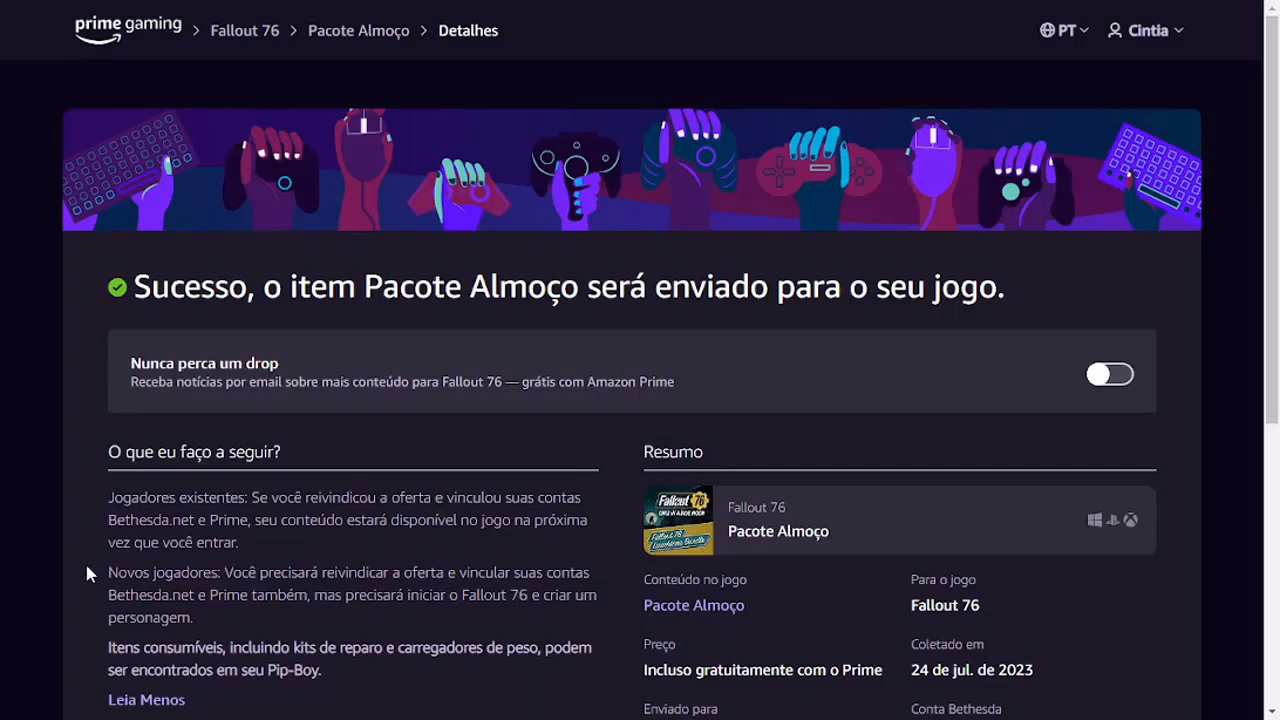 prime gaming > Fallout 76 > Pacote Almoço > Detalhes
PT
Cintia
Sucesso, o item Pacote Almoço será enviado para o seu jogo.
Nunca perca um drop
Receba notícias por email sobre mais conteúdo para Fallout 76 — grátis com Amazon Prime
O que eu faço a seguir?
Jogadores existentes: Se você reivindicou a oferta e vinculou suas contas
Bethesda.net e Prime, seu conteúdo estará disponível no jogo na próxima
vez que você entrar.
Novos jogadores: Você precisará reivindicar a oferta e vincular suas contas
Bethesda.net e Prime também, mas precisará iniciar o Fallout 76 e criar um
personagem.
Itens consumíveis, incluindo kits de reparo e carregadores de peso, podem
ser encontrados em seu Pip-Boy.
Leia Menos
Resumo
Fallout 76
Fallout 76
Pacote Almoço
Conteúdo no jogo
Pacote Almoço
Para o jogo
Fallout 76
Preço
Incluso gratuitamente com o Prime
Coletado em
24 de jul. de 2023
Enviado para
Conta Bethesda